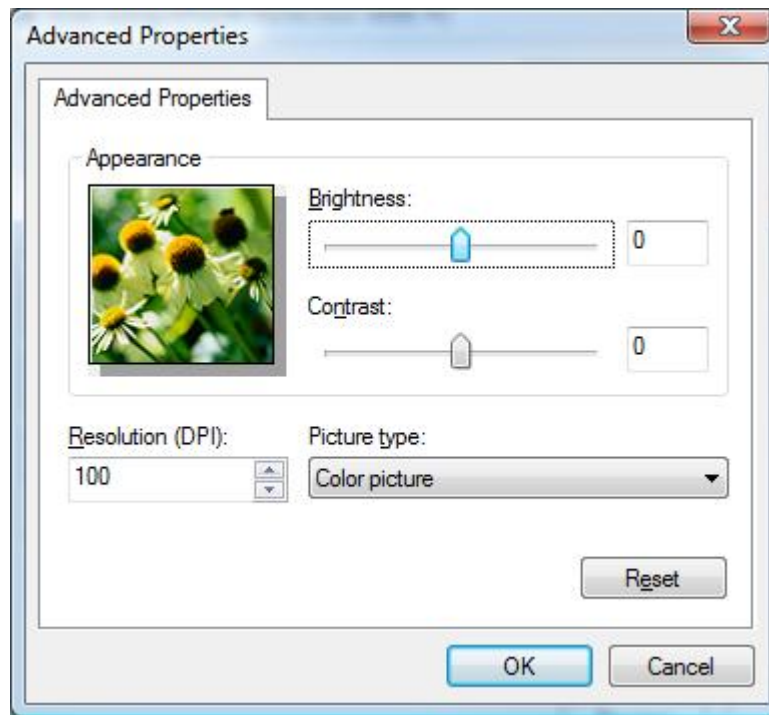 Advanced Properties
Advanced Properties
Appearance
Brightness:
0
Contrast:
0
Resolution (DPI):
100
Picture type:
Color picture
Reset
OK
Cancel